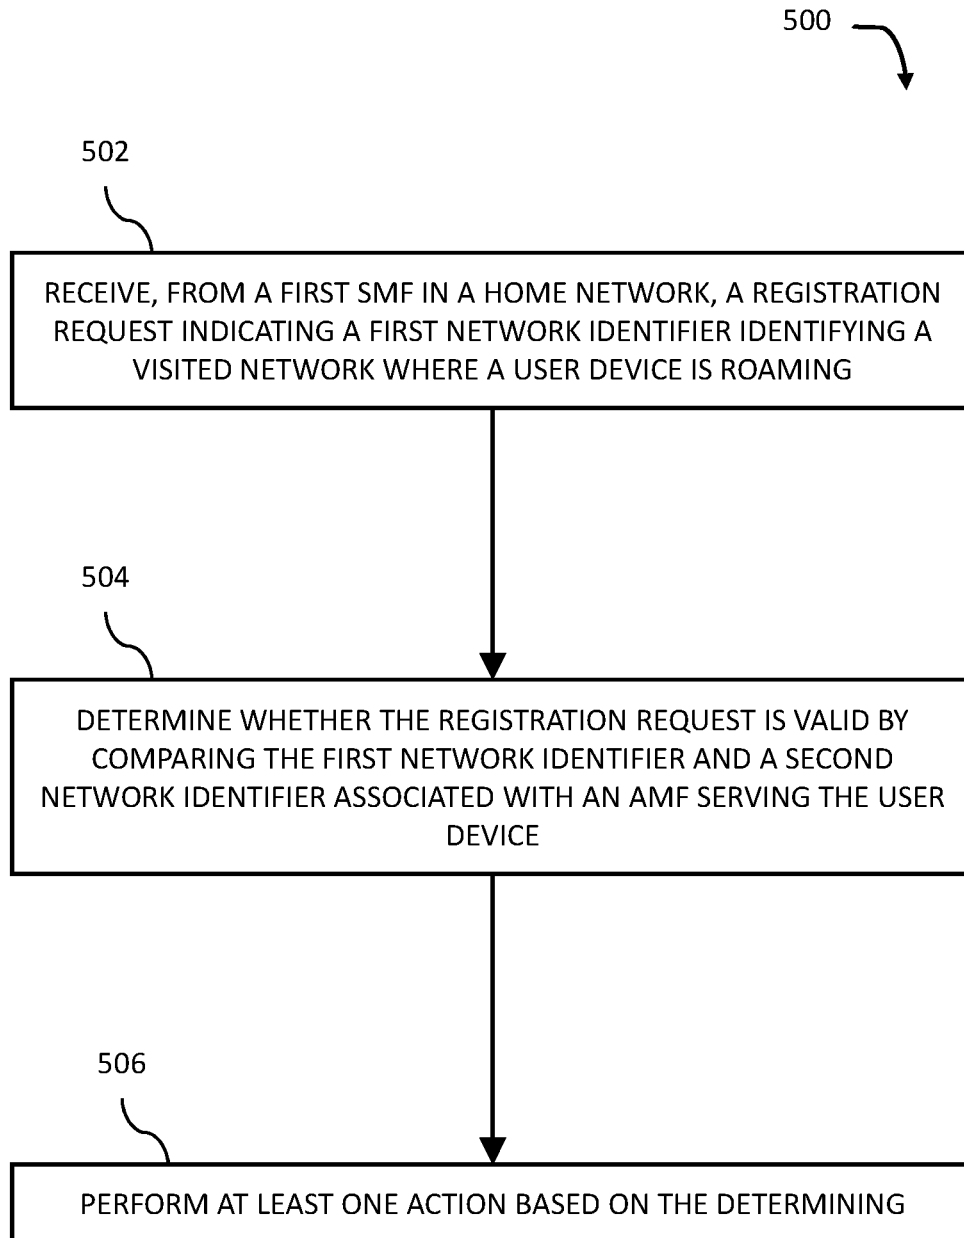 500
502
RECEIVE, FROM A FIRST SMF IN A HOME NETWORK, A REGISTRATION
REQUEST INDICATING A FIRST NETWORK IDENTIFIER IDENTIFYING A
VISITED NETWORK WHERE A USER DEVICE IS ROAMING
504
DETERMINE WHETHER THE REGISTRATION REQUEST IS VALID BY
COMPARING THE FIRST NETWORK IDENTIFIER AND A SECOND
NETWORK IDENTIFIER ASSOCIATED WITH AN AMF SERVING THE USER
DEVICE
506
PERFORM AT LEAST ONE ACTION BASED ON THE DETERMINING